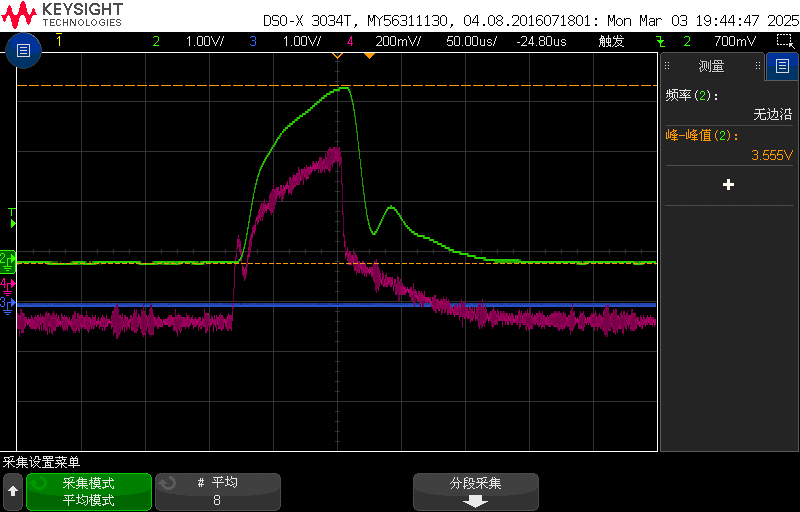 KEYSIGHT
TECHNOLOGIES
DSO-X 3034T, MY56311130, 04.08.2016071801: Mon Mar 03 19:44:47 2025
1 2 1.00V/ 3 1.00V/ 4 200mV/ 50.00us/ -24.80us 触发 2 700mV
测量
频率(2):
无边沿
峰-峰值(2):
3.555V
T
2
4
3
采集设置菜单
采集模式
平均模式
# 平均
8
分段采集